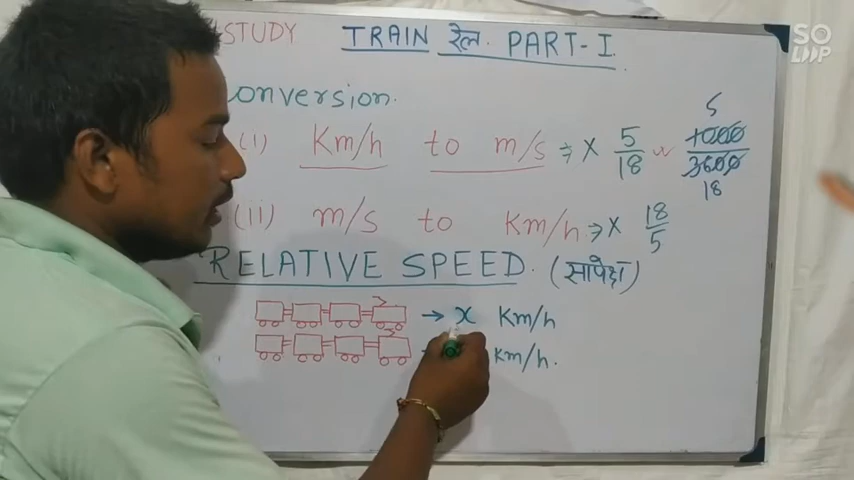 SO
LOOP
STUDY
TRAIN रेल. PART-I.
onversion.
(i) Km/h to m/s ⇒ × 5/18 1000/3600 5 18
(ii) m/s to Km/h ⇒ × 18/5
RELATIVE SPEED. (सापेक्ष)
→ x Km/h
Km/h.